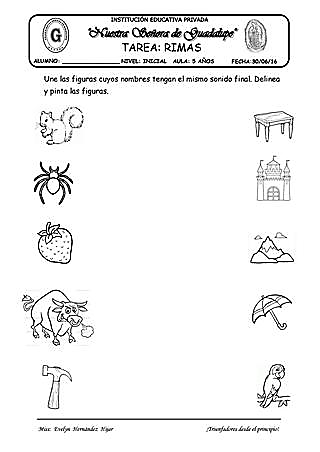 INSTITUCIÓN EDUCATIVA PRIVADA
"Nuestra Señora de Guadalupe"
TAREA: RIMAS
G
ALUMNO: ________________ NIVEL: INICIAL AULA: 5 AÑOS FECHA:30/06/16
Une las figuras cuyos nombres tengan el mismo sonido final. Delinea
y pinta las figuras.
Miss: Evelyn Hernández Hijar ¡Triunfadores desde el principio!